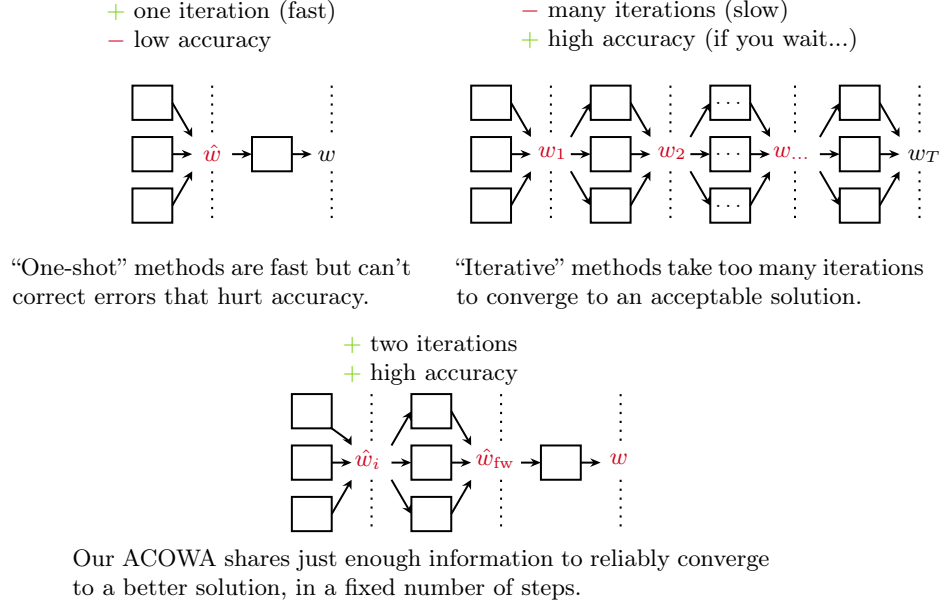 + one iteration (fast)
− low accuracy
ŵ
w
“One-shot” methods are fast but can’t
correct errors that hurt accuracy.
− many iterations (slow)
+ high accuracy (if you wait...)
...
...
...
w₁
w₂
w...
w_T
“Iterative” methods take too many iterations
to converge to an acceptable solution.
+ two iterations
+ high accuracy
ŵᵢ
ŵ_fw
w
Our ACOWA shares just enough information to reliably converge
to a better solution, in a fixed number of steps.